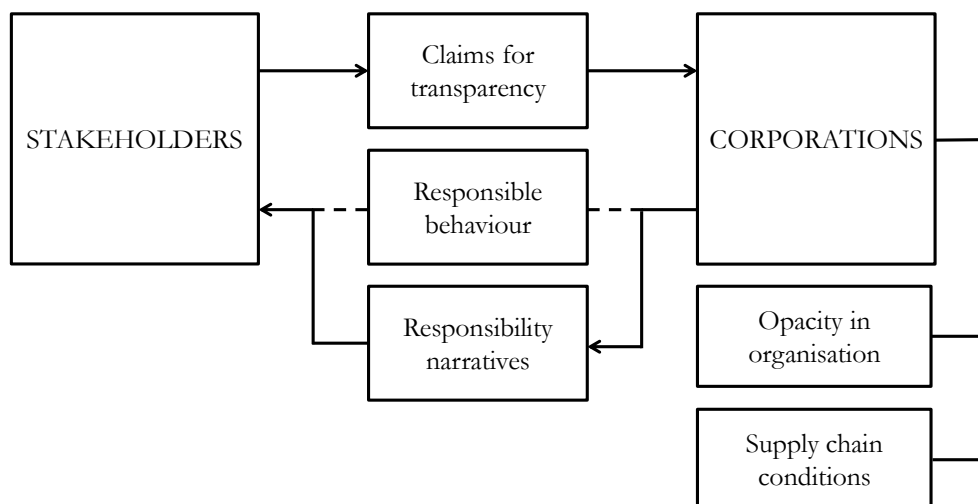 Claims for
transparency
STAKEHOLDERS
CORPORATIONS
Responsible
behaviour
Responsibility
narratives
Opacity in
organisation
Supply chain
conditions